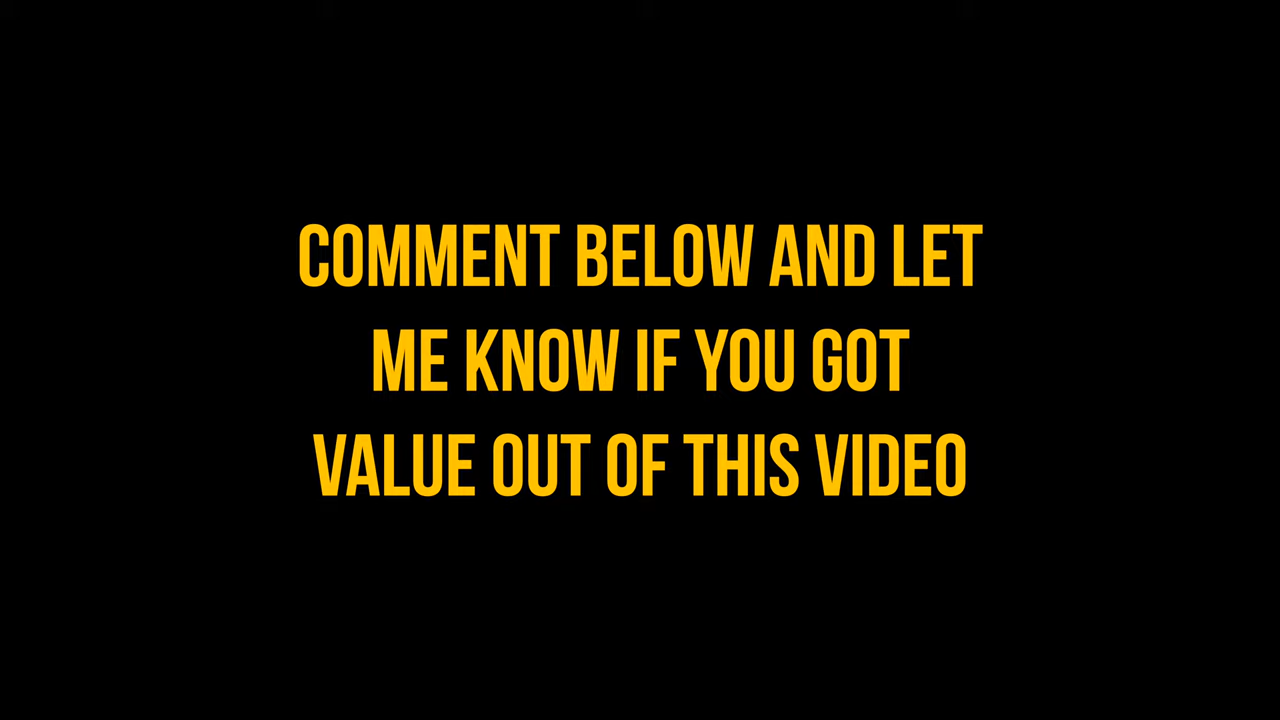 COMMENT BELOW AND LET
ME KNOW IF YOU GOT
VALUE OUT OF THIS VIDEO